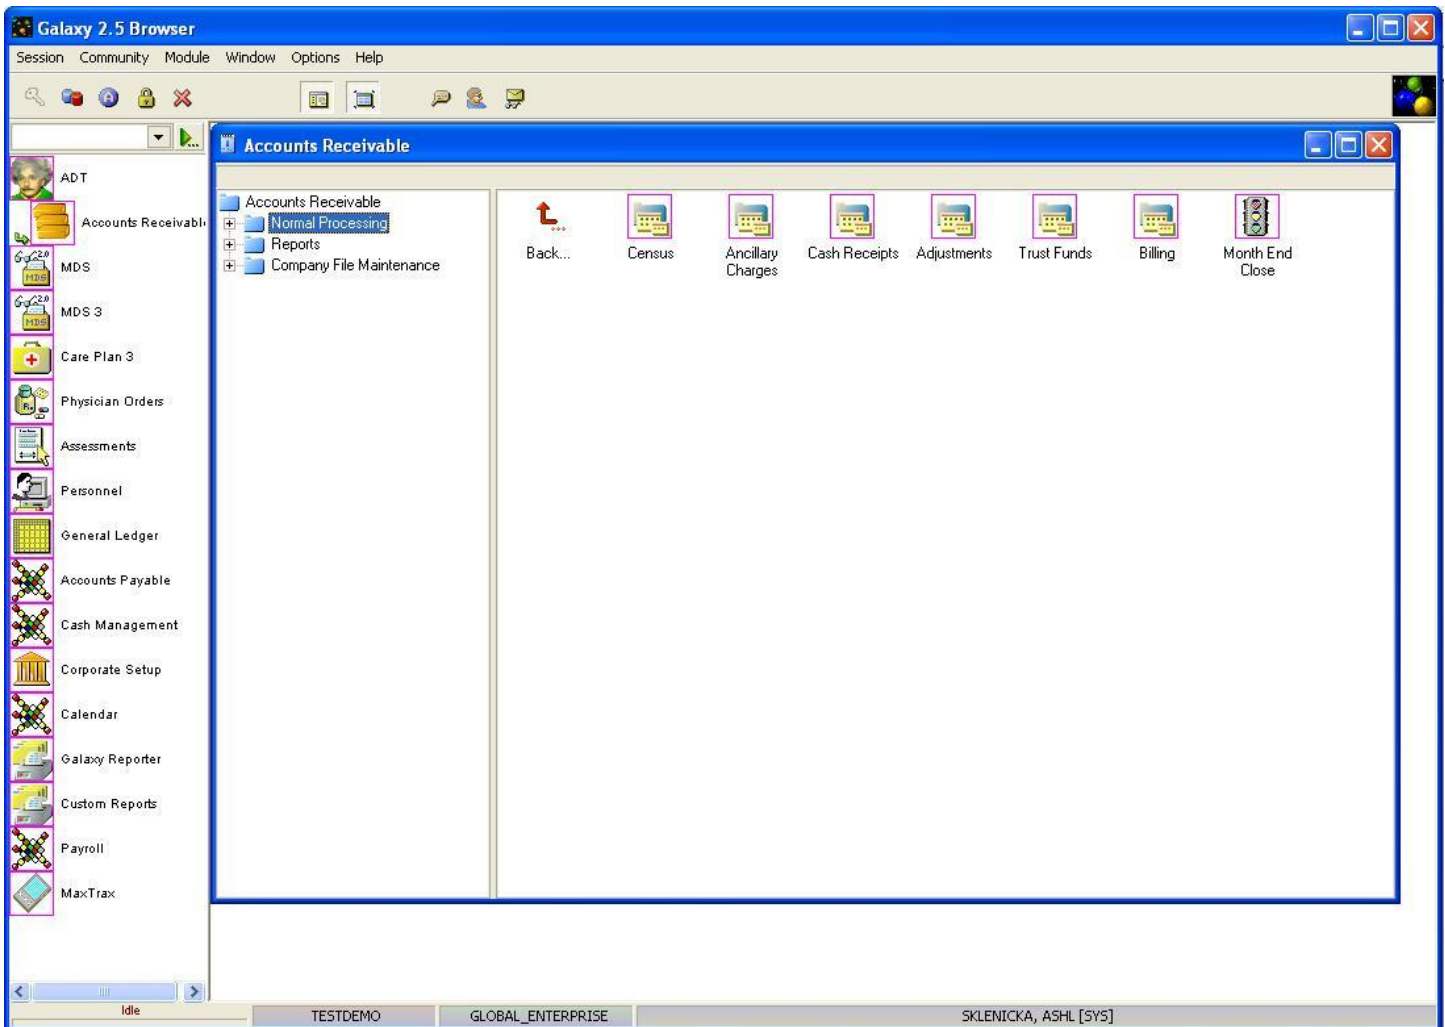 Galaxy 2.5 Browser
Session Community Module Window Options Help
Accounts Receivable
ADT
Accounts Receivabl
MDS
MDS 3
Care Plan 3
Physician Orders
Assessments
Personnel
General Ledger
Accounts Payable
Cash Management
Corporate Setup
Calendar
Galaxy Reporter
Custom Reports
Payroll
MaxTrax
Accounts Receivable
Normal Processing
Reports
Company File Maintenance
Back...
Census
Ancillary
Charges
Cash Receipts
Adjustments
Trust Funds
Billing
Month End
Close
Idle
TESTDEMO
GLOBAL_ENTERPRISE
SKLENICKA, ASHL [SYS]